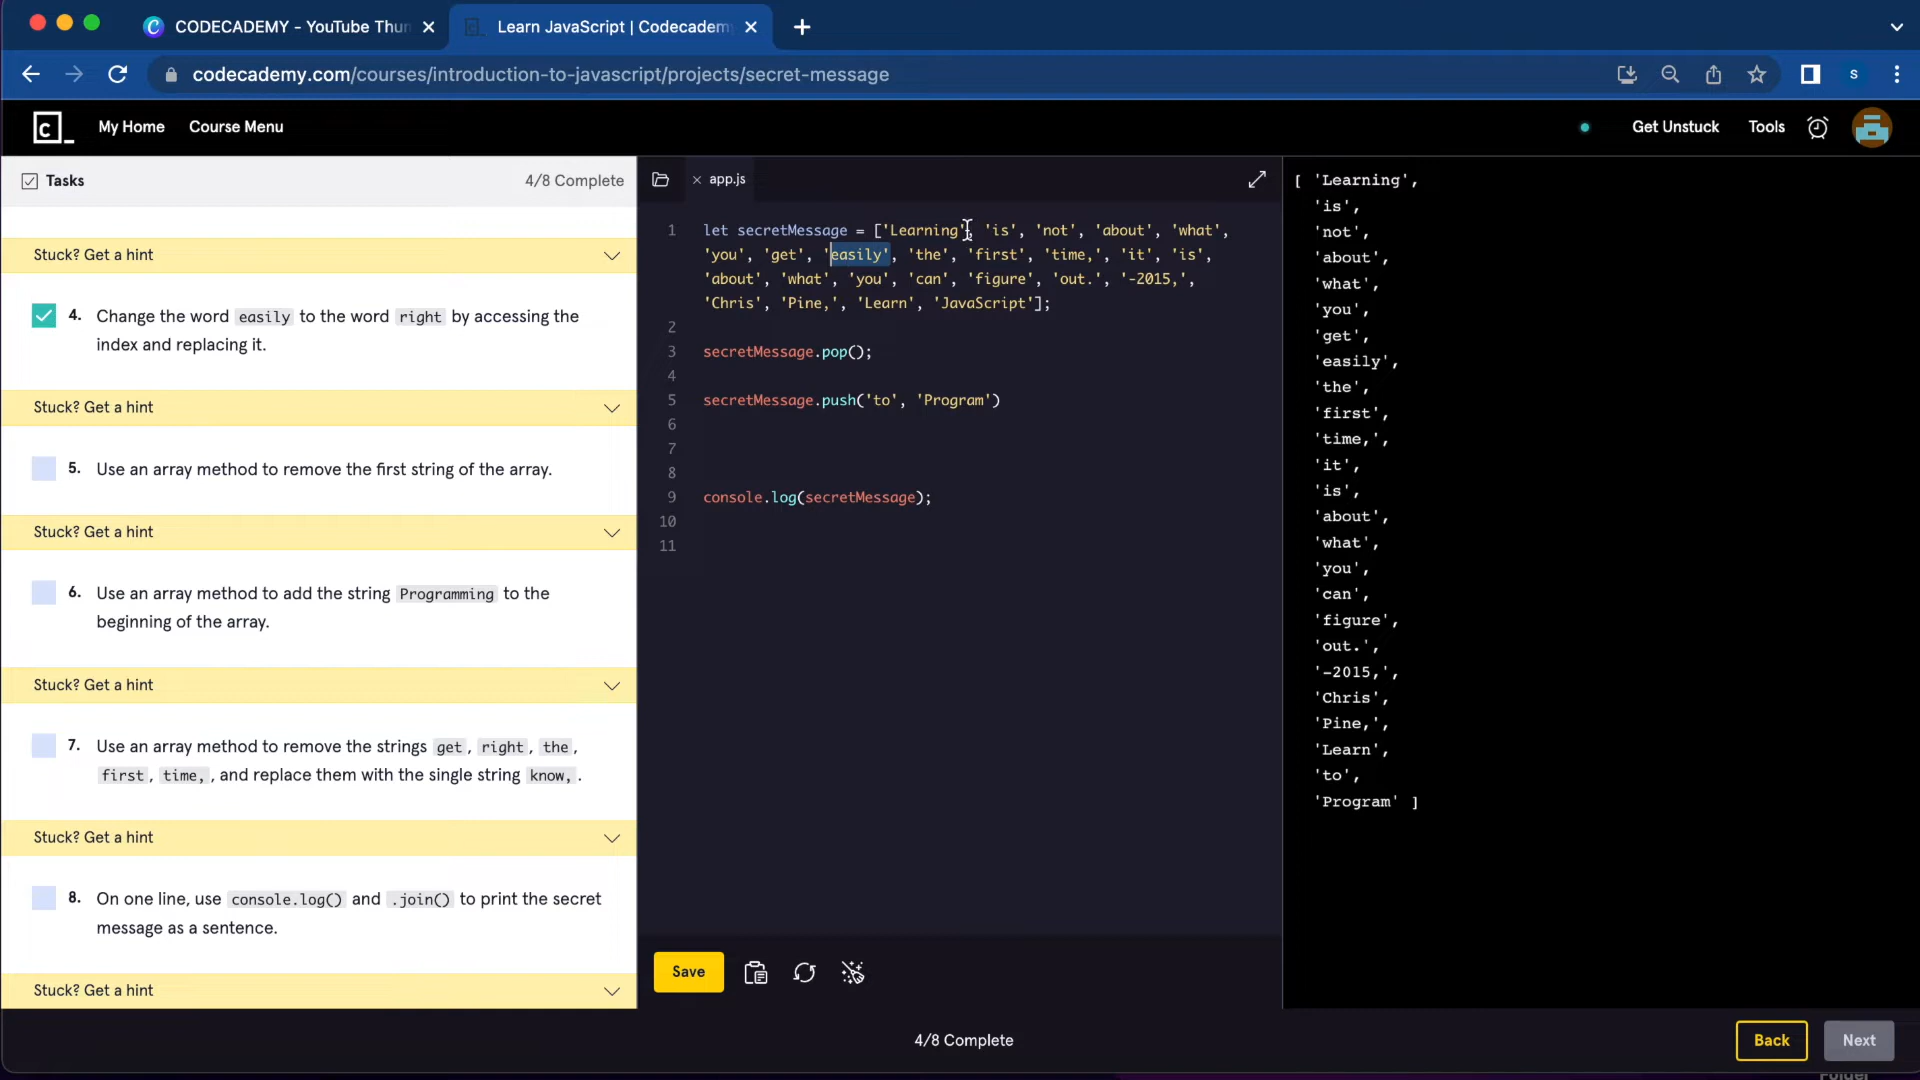 CODECADEMY - YouTube Thun
Learn JavaScript | Codecadem
codecademy.com/courses/introduction-to-javascript/projects/secret-message
s
c_
My Home
Course Menu
Get Unstuck
Tools
Tasks
4/8 Complete
Stuck? Get a hint
4. Change the word easily to the word right by accessing the
index and replacing it.
Stuck? Get a hint
5. Use an array method to remove the first string of the array.
Stuck? Get a hint
6. Use an array method to add the string Programming to the
beginning of the array.
Stuck? Get a hint
7. Use an array method to remove the strings get, right, the,
first, time,, and replace them with the single string know,.
Stuck? Get a hint
8. On one line, use console.log() and .join() to print the secret
message as a sentence.
Stuck? Get a hint
app.js
1 let secretMessage = ['Learning', 'is', 'not', 'about', 'what',
'you', 'get', 'easily', 'the', 'first', 'time,', 'it', 'is',
'about', 'what', 'you', 'can', 'figure', 'out.', '-2015,',
'Chris', 'Pine,', 'Learn', 'JavaScript'];
2
3 secretMessage.pop();
4
5 secretMessage.push('to', 'Program')
6
7
8
9 console.log(secretMessage);
10
11
Save
[ 'Learning',
'is',
'not',
'about',
'what',
'you',
'get',
'easily',
'the',
'first',
'time,',
'it',
'is',
'about',
'what',
'you',
'can',
'figure',
'out.',
'-2015,',
'Chris',
'Pine,',
'Learn',
'to',
'Program' ]
4/8 Complete
Back
Next
Folder